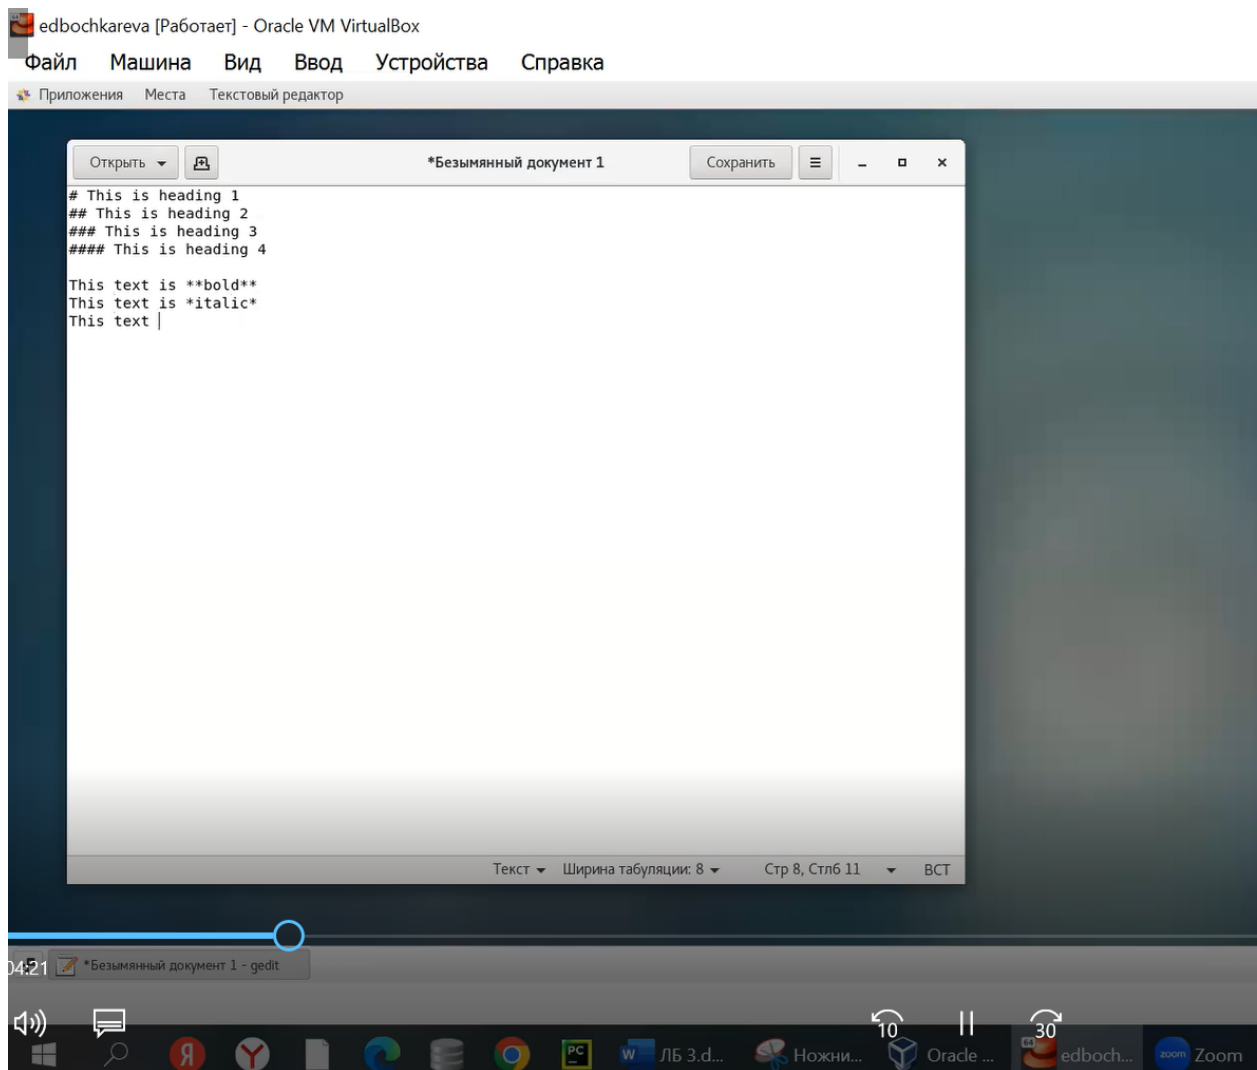 edbochkareva [Работает] - Oracle VM VirtualBox
Файл Машина Вид Ввод Устройства Справка
Приложения Места Текстовый редактор
Открыть *Безымянный документ 1 Сохранить
# This is heading 1
## This is heading 2
### This is heading 3
#### This is heading 4
This text is **bold**
This text is *italic*
This text
Текст Ширина табуляции: 8 Стр 8, Стлб 11 ВСТ
04:21 *Безымянный документ 1 - gedit
10 30
Я Y PC W ЛБ 3.d... Ножни... Oracle ... 64 edboch... zoom Zoom